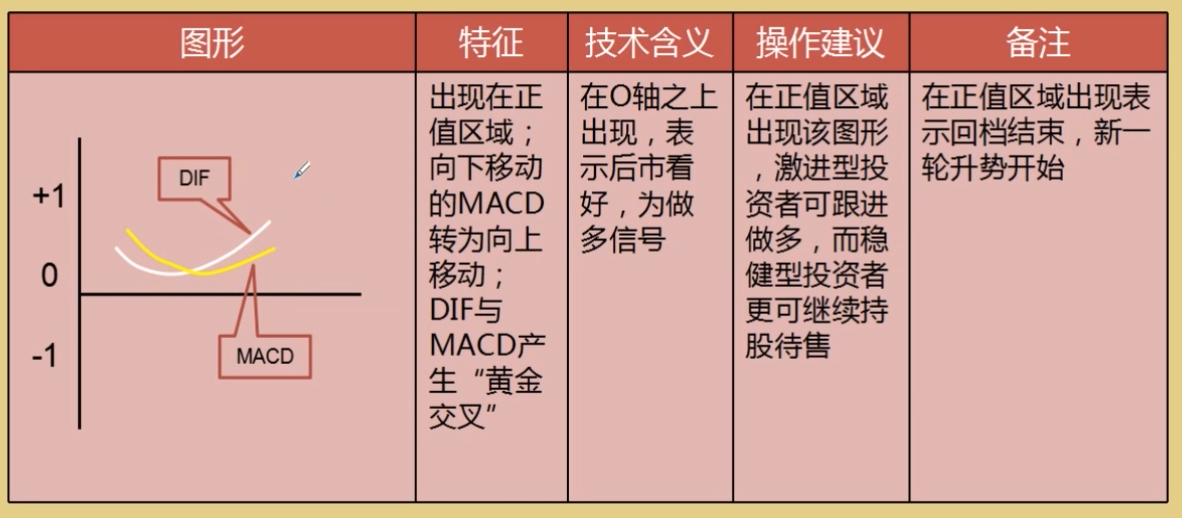 图形
特征
技术含义
操作建议
备注
+1
0
-1
DIF
MACD
出现在正
值区域；
向下移动
的MACD
转为向上
移动；
DIF与
MACD产
生“黄金
交叉”
在O轴之上
出现，表
示后市看
好，为做
多信号
在正值区域
出现该图形
，激进型投
资者可跟进
做多，而稳
健型投资者
更可继续持
股待售
在正值区域出现表
示回档结束，新一
轮升势开始